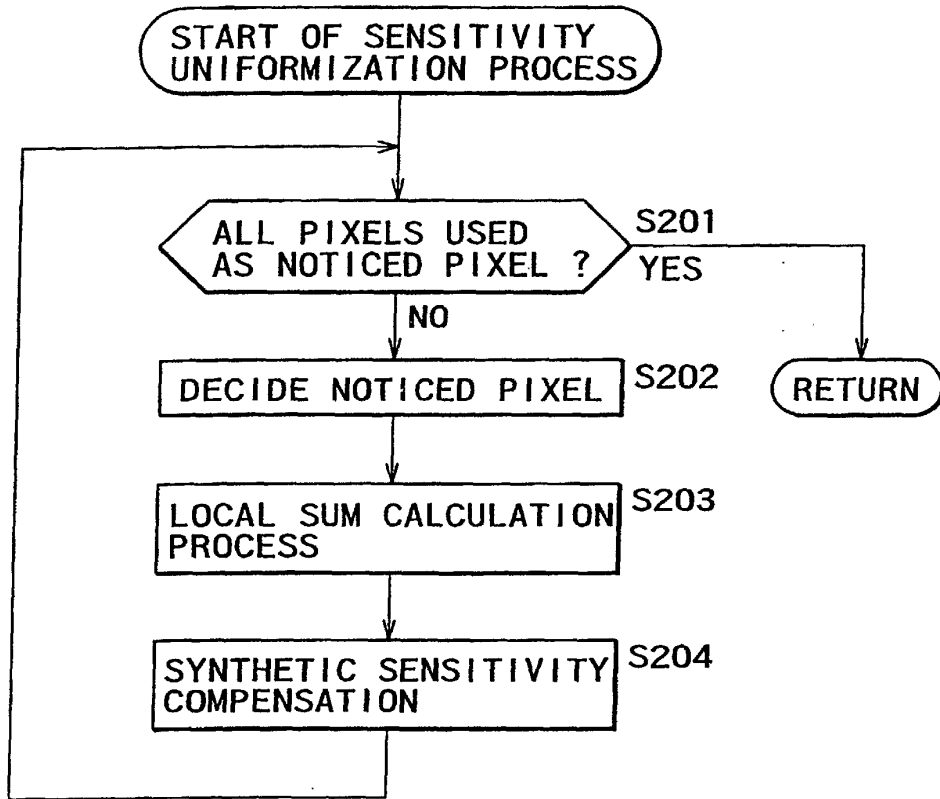 START OF SENSITIVITY
UNIFORMIZATION PROCESS
ALL PIXELS USED
AS NOTICED PIXEL ?
S201
YES
NO
DECIDE NOTICED PIXEL
S202
RETURN
LOCAL SUM CALCULATION
PROCESS
S203
SYNTHETIC SENSITIVITY
COMPENSATION
S204